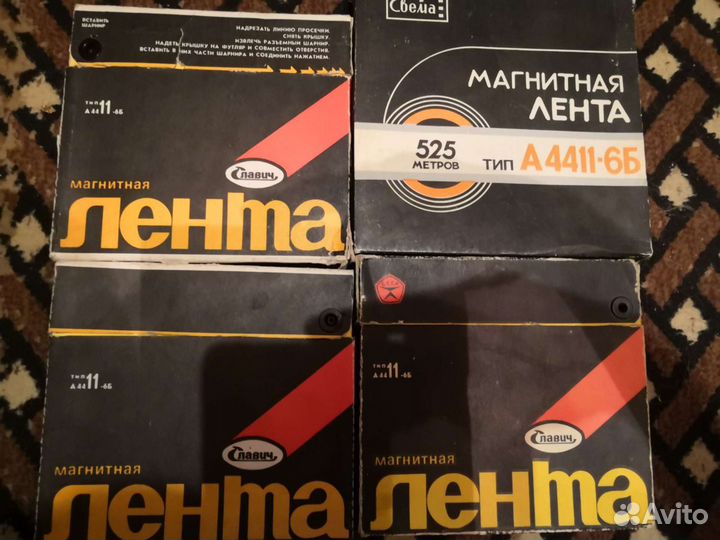 ВСТАВИТЬ
ШАРНИР
НАДРЕЗАТЬ ЛИНИЮ ПРОСЕЧКИ.
СНЯТЬ КРЫШКУ.
ИЗВЛЕЧЬ РАЗЪЕМНЫЙ ШАРНИР.
НАДЕТЬ КРЫШКУ НА ФУТЛЯР И СОВМЕСТИТЬ ОТВЕРСТИЯ.
ВСТАВИТЬ В НИХ ЧАСТИ ШАРНИРА И СОЕДИНИТЬ НАЖАТИЕМ.
ТИП
А 4411-6Б
Славич
МАГНИТНАЯ
Лента
Свема
МАГНИТНАЯ
ЛЕНТА
525
МЕТРОВ
ТИП А4411-6Б
ТИП
А 4411-6Б
Славич
МАГНИТНАЯ
Лента
СССР
ТИП
А 4411-6Б
Славич
МАГНИТНАЯ
Лента
Avito